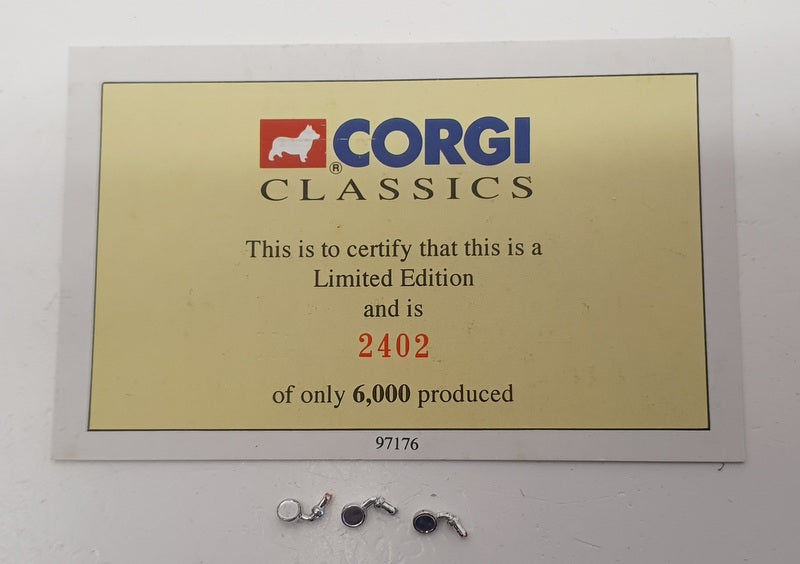 CORGI
®
CLASSICS
This is to certify that this is a
Limited Edition
and is
2402
of only 6,000 produced
97176